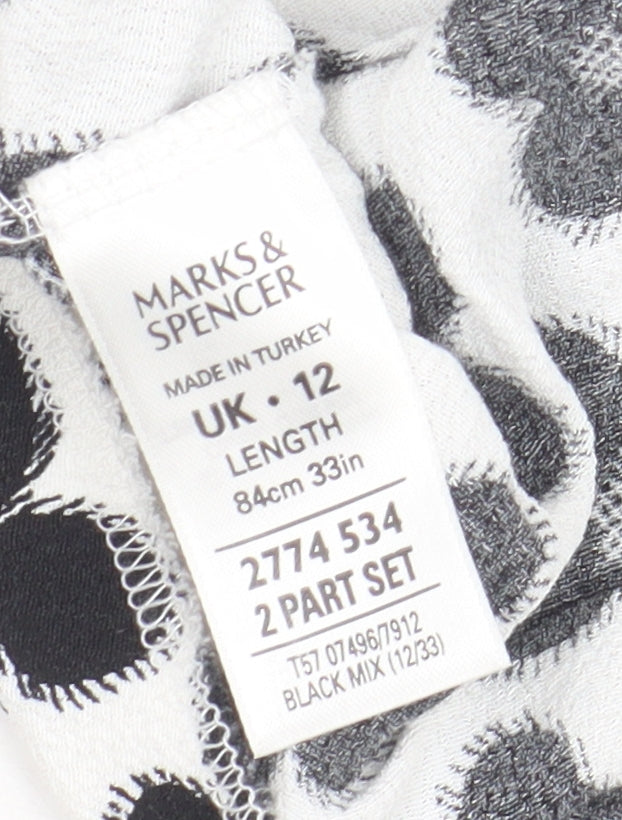 MARKS &
SPENCER
MADE IN TURKEY
UK • 12
LENGTH
84cm 33in
2774 534
2 PART SET
T57 07496/7912
BLACK MIX (12/33)